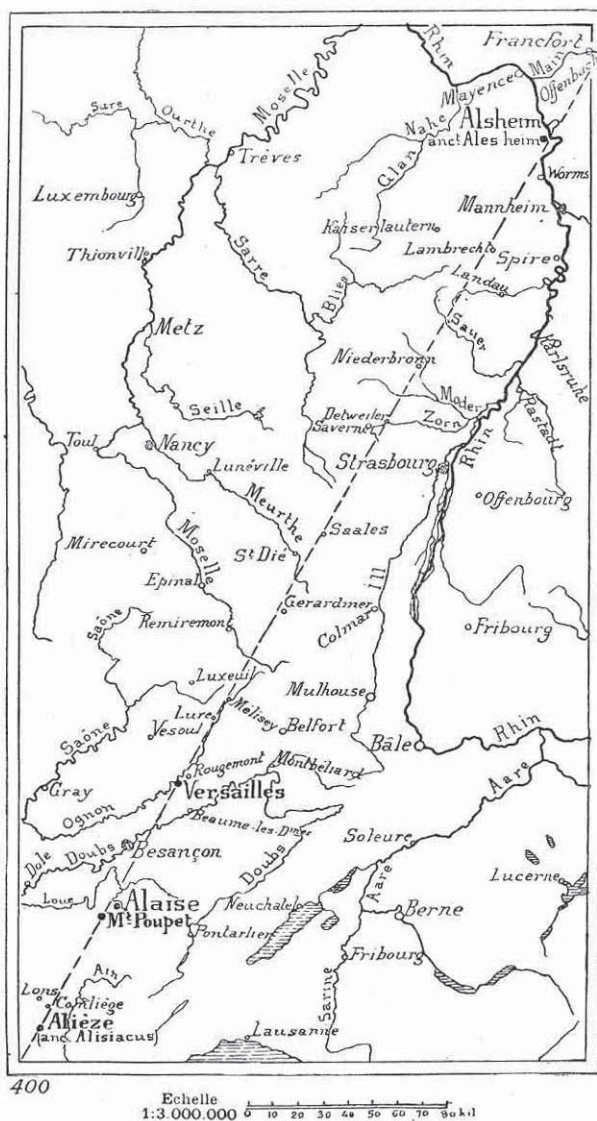 Francfort
Rhin
Main
Offenbach
Mayence
Moselle
Nahe
Alsheim
(anct Alesheim)
Sure
Ourthe
Trèves
Glan
Worms
Luxembourg
Mannheim
Kaiserlautern
Lambrecht
Spire
Thionville
Sarre
Blies
Landau
Sauer
Karlsruhe
Metz
Niederbronn
Moder
Rastadt
Seille
Detweiler
Zorn
Saverne
Toul
Nancy
Rhin
Lunéville
Strasbourg
Offenbourg
Meurthe
Saales
Mirecourt
Moselle
St Dié
Ill
Epinal
Gerardmer
Colmar
Saône
Remiremont
Fribourg
Luxeuil
Mulhouse
Lure
Mélisey
Vesoul
Belfort
Saône
Bâle
Rhin
Rougemont
Montbéliard
Gray
Versailles
Aare
Ognon
Beaume-les-Dmes
Doubs
Dole
Doubs
Besançon
Soleure
Lucerne
Loue
Alaise
Aare
Neuchatel
Berne
Mt Poupet
Pontarlier
Fribourg
Ain
Sarine
Lons
Conliège
Alièze
(anc. Alisiacus)
Lausanne
400
Echelle
1:3.000.000 0 10 20 30 40 50 60 70 80 kil